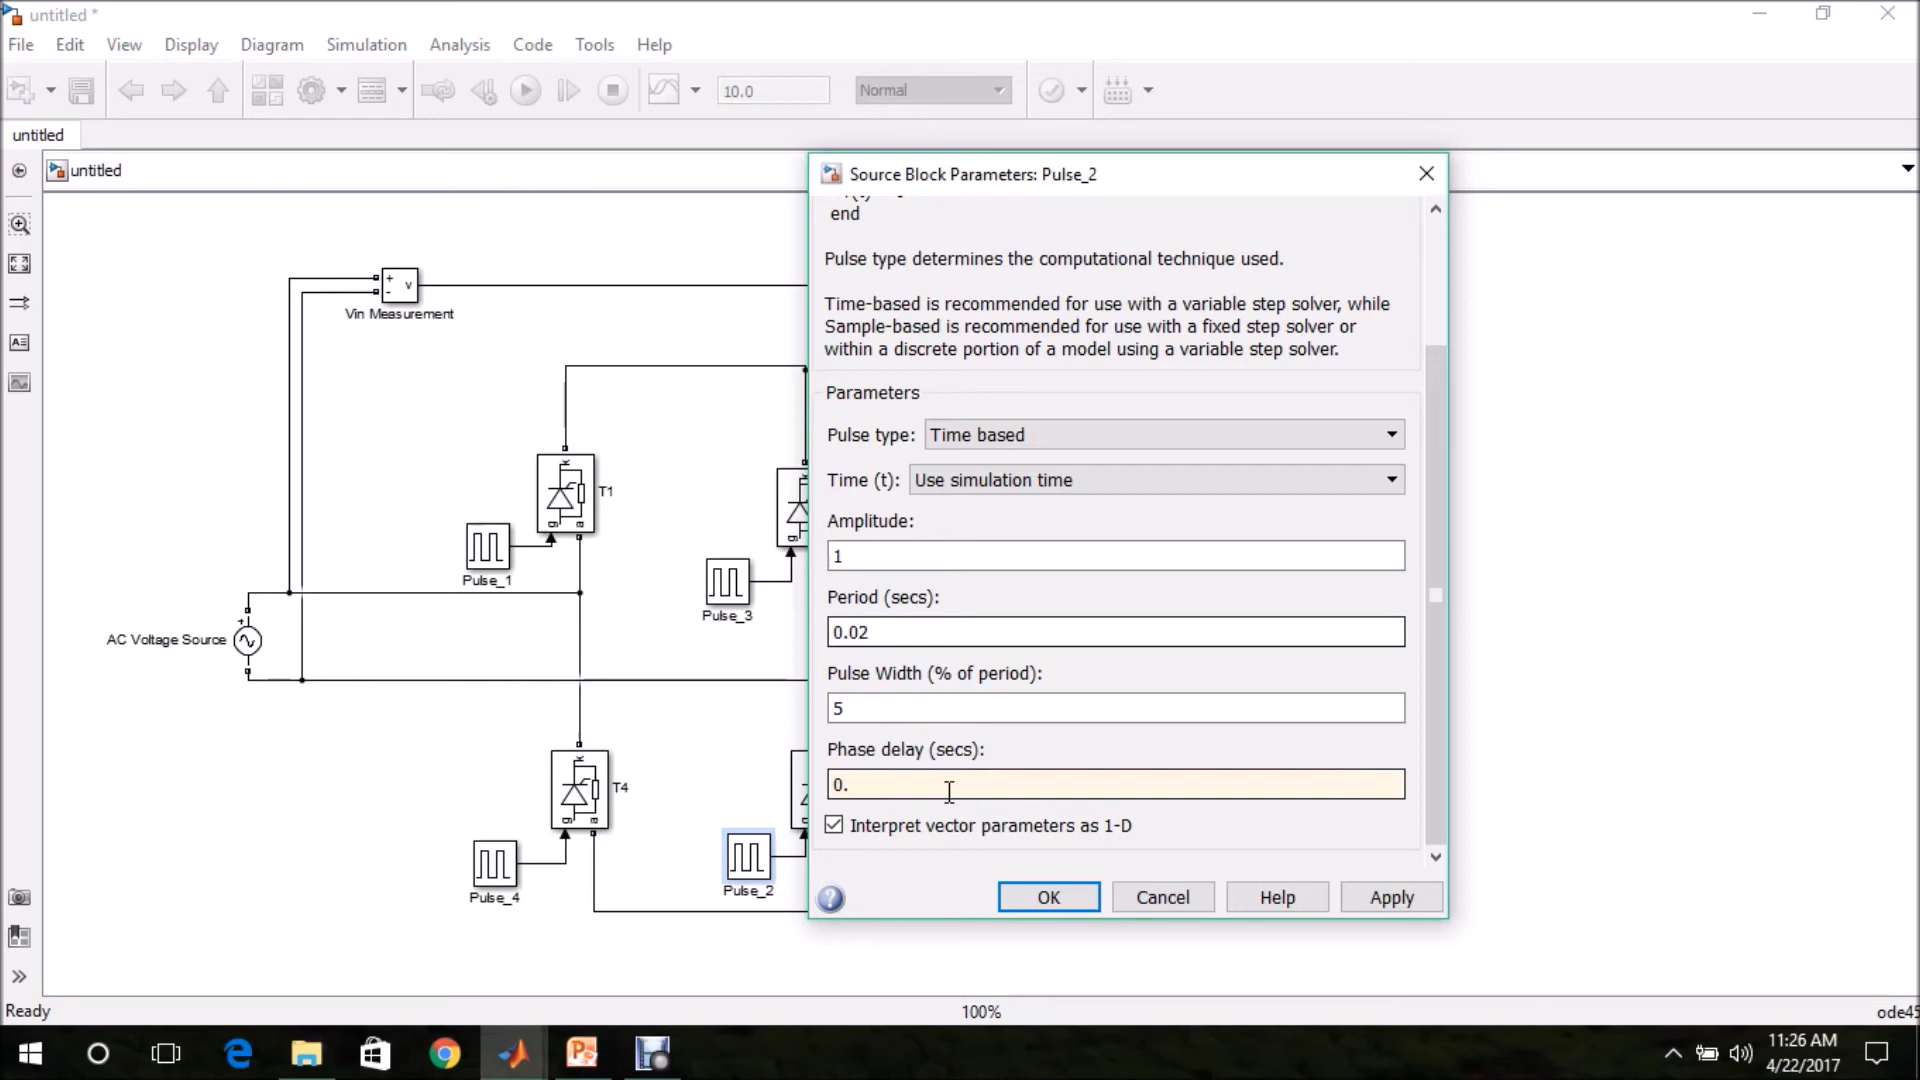 untitled *
File Edit View Display Diagram Simulation Analysis Code Tools Help
10.0
Normal
untitled
untitled
Source Block Parameters: Pulse_2
end
Pulse type determines the computational technique used.
Time-based is recommended for use with a variable step solver, while
Sample-based is recommended for use with a fixed step solver or
within a discrete portion of a model using a variable step solver.
Parameters
Pulse type: Time based
Time (t): Use simulation time
Amplitude:
1
Period (secs):
0.02
Pulse Width (% of period):
5
Phase delay (secs):
0.
Interpret vector parameters as 1-D
OK Cancel Help Apply
+
v
-
Vin Measurement
k
T1
g a
Pulse_1
g
Pulse_3
+
AC Voltage Source
k
T4
g a
Pulse_4
Pulse_2
Ready
100%
ode45
11:26 AM
4/22/2017